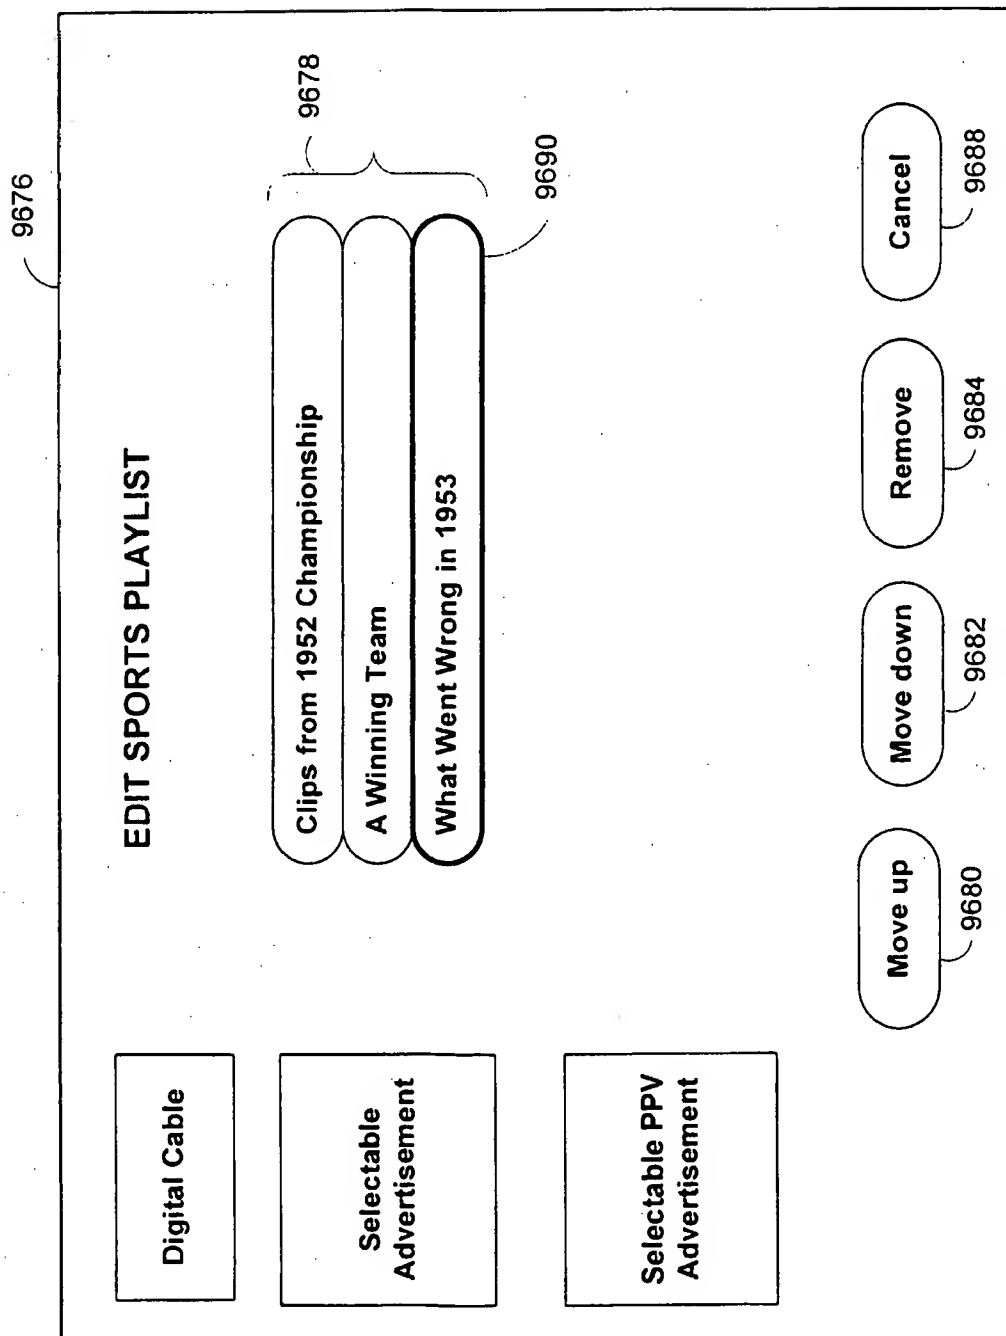 9676
EDIT SPORTS PLAYLIST
Digital Cable
Selectable
Advertisement
Selectable PPV
Advertisement
Clips from 1952 Championship
A Winning Team
What Went Wrong in 1953
9678
9690
Move up
Move down
Remove
Cancel
9680
9682
9684
9688